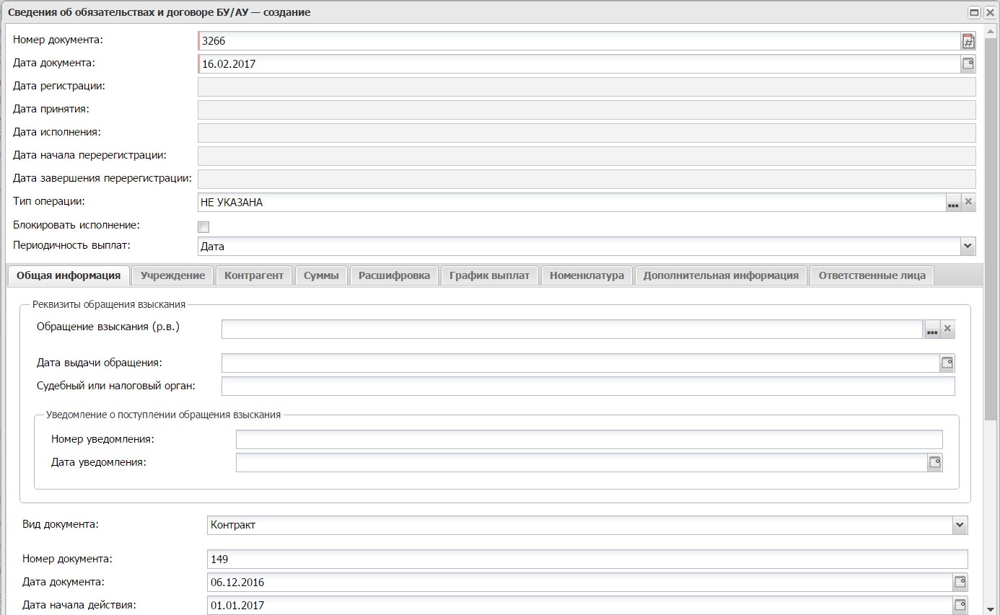 Сведения об обязательствах и договоре БУ/АУ — создание
Номер документа: 3266
Дата документа: 16.02.2017
Дата регистрации:
Дата принятия:
Дата исполнения:
Дата начала перерегистрации:
Дата завершения перерегистрации:
Тип операции: НЕ УКАЗАНА
Блокировать исполнение:
Периодичность выплат: Дата
Общая информация Учреждение Контрагент Суммы Расшифровка График выплат Номенклатура Дополнительная информация Ответственные лица
Реквизиты обращения взыскания
Обращение взыскания (р.в.)
Дата выдачи обращения:
Судебный или налоговый орган:
Уведомление о поступлении обращения взыскания
Номер уведомления:
Дата уведомления:
Вид документа: Контракт
Номер документа: 149
Дата документа: 06.12.2016
Дата начала действия: 01.01.2017